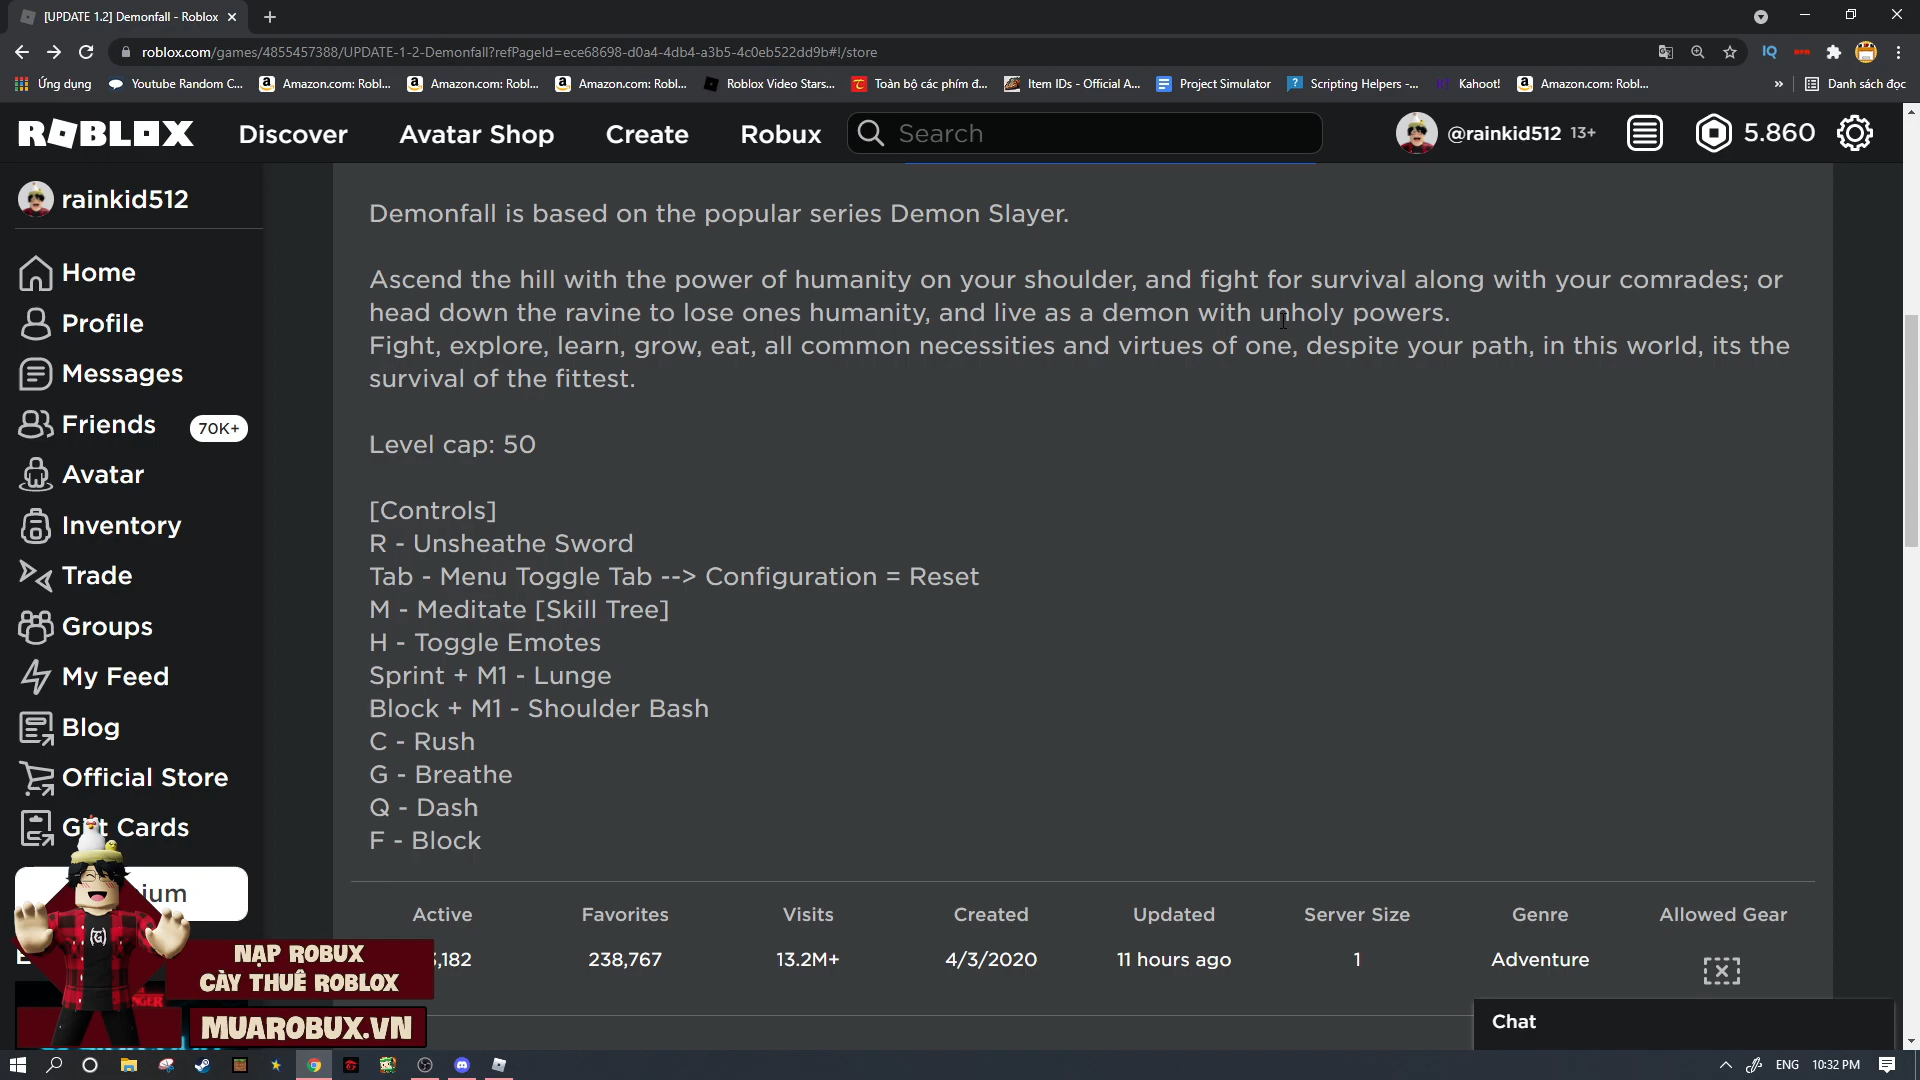 [UPDATE 1.2] Demonfall - Roblox
roblox.com/games/4855457388/UPDATE-1-2-Demonfall?refPageId=ece68698-d0a4-4db4-a3b5-4c0eb522dd9b#!/store
Ứng dụng
Youtube Random C...
Amazon.com: Robl...
Amazon.com: Robl...
Amazon.com: Robl...
Roblox Video Stars...
Toàn bộ các phím đ...
Item IDs - Official A...
Project Simulator
Scripting Helpers -...
Kahoot!
Amazon.com: Robl...
Danh sách đọc
ROBLOX
Discover
Avatar Shop
Create
Robux
Search
@rainkid512 13+
5.860
rainkid512
Home
Profile
Messages
Friends 70K+
Avatar
Inventory
Trade
Groups
My Feed
Blog
Official Store
Gift Cards
ium
Demonfall is based on the popular series Demon Slayer.
Ascend the hill with the power of humanity on your shoulder, and fight for survival along with your comrades; or
head down the ravine to lose ones humanity, and live as a demon with unholy powers.
Fight, explore, learn, grow, eat, all common necessities and virtues of one, despite your path, in this world, its the
survival of the fittest.
Level cap: 50
[Controls]
R - Unsheathe Sword
Tab - Menu Toggle Tab --> Configuration = Reset
M - Meditate [Skill Tree]
H - Toggle Emotes
Sprint + M1 - Lunge
Block + M1 - Shoulder Bash
C - Rush
G - Breathe
Q - Dash
F - Block
Active Favorites Visits Created Updated Server Size Genre Allowed Gear
,182 238,767 13.2M+ 4/3/2020 11 hours ago 1 Adventure
NẠP ROBUX
CÀY THUÊ ROBLOX
MUAROBUX.VN
Chat
ENG 10:32 PM